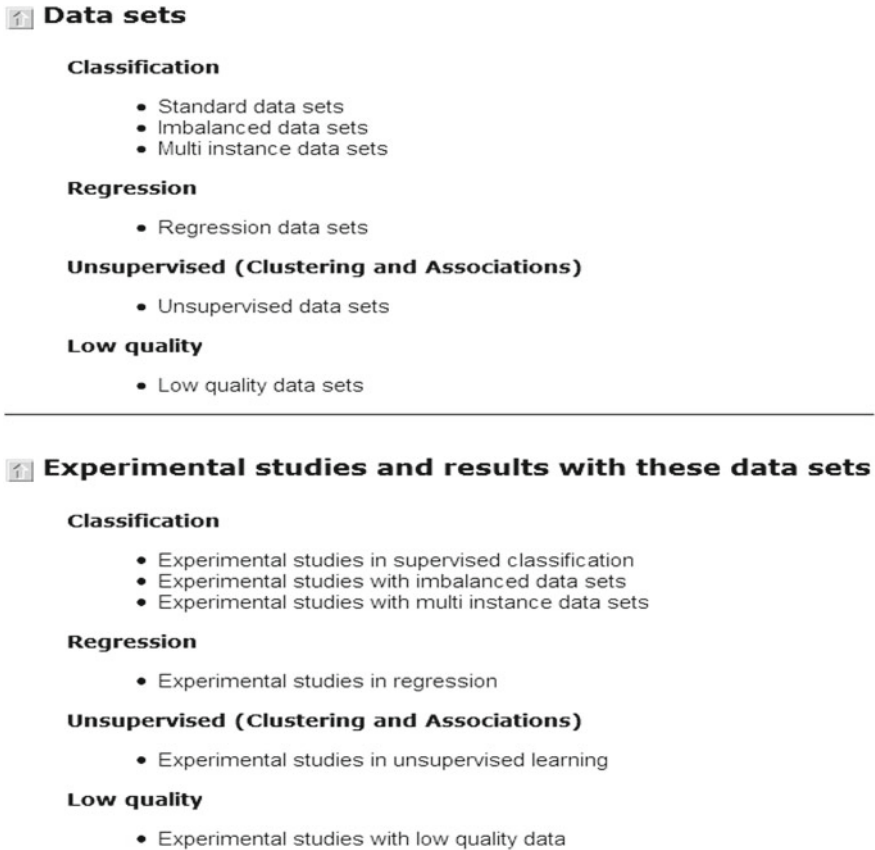 Data sets
Classification
• Standard data sets
• Imbalanced data sets
• Multi instance data sets
Regression
• Regression data sets
Unsupervised (Clustering and Associations)
• Unsupervised data sets
Low quality
• Low quality data sets
Experimental studies and results with these data sets
Classification
• Experimental studies in supervised classification
• Experimental studies with imbalanced data sets
• Experimental studies with multi instance data sets
Regression
• Experimental studies in regression
Unsupervised (Clustering and Associations)
• Experimental studies in unsupervised learning
Low quality
• Experimental studies with low quality data